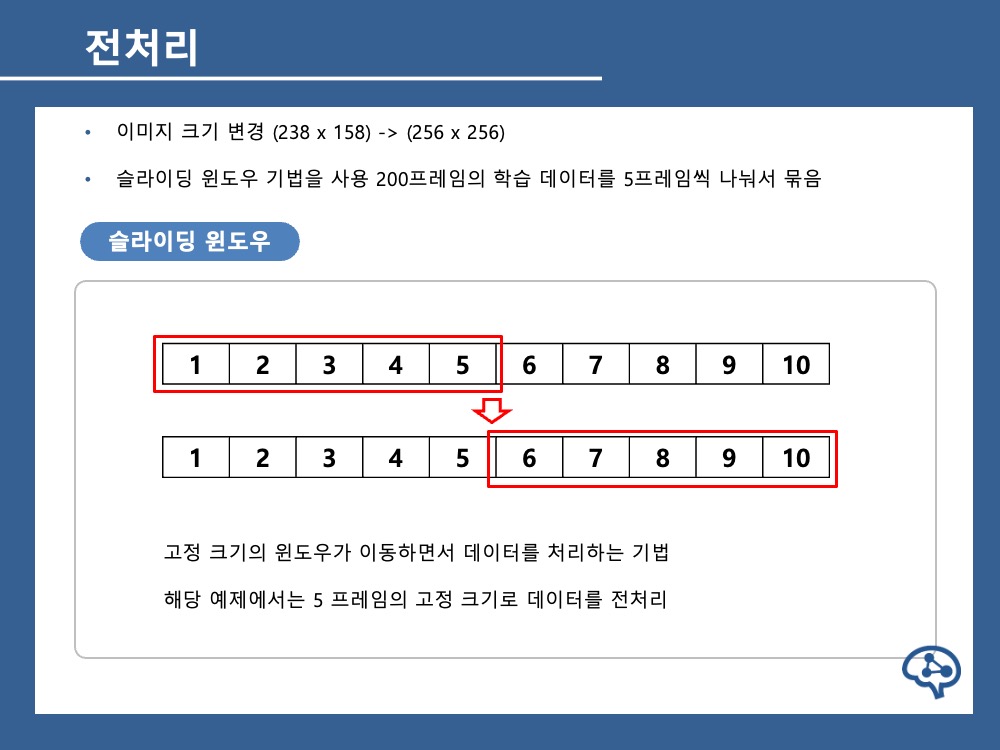 전처리
• 이미지 크기 변경 (238 x 158) -> (256 x 256)
• 슬라이딩 윈도우 기법을 사용 200프레임의 학습 데이터를 5프레임씩 나눠서 묶음
슬라이딩 윈도우
1 2 3 4 5 6 7 8 9 10
1 2 3 4 5 6 7 8 9 10
고정 크기의 윈도우가 이동하면서 데이터를 처리하는 기법
해당 예제에서는 5 프레임의 고정 크기로 데이터를 전처리